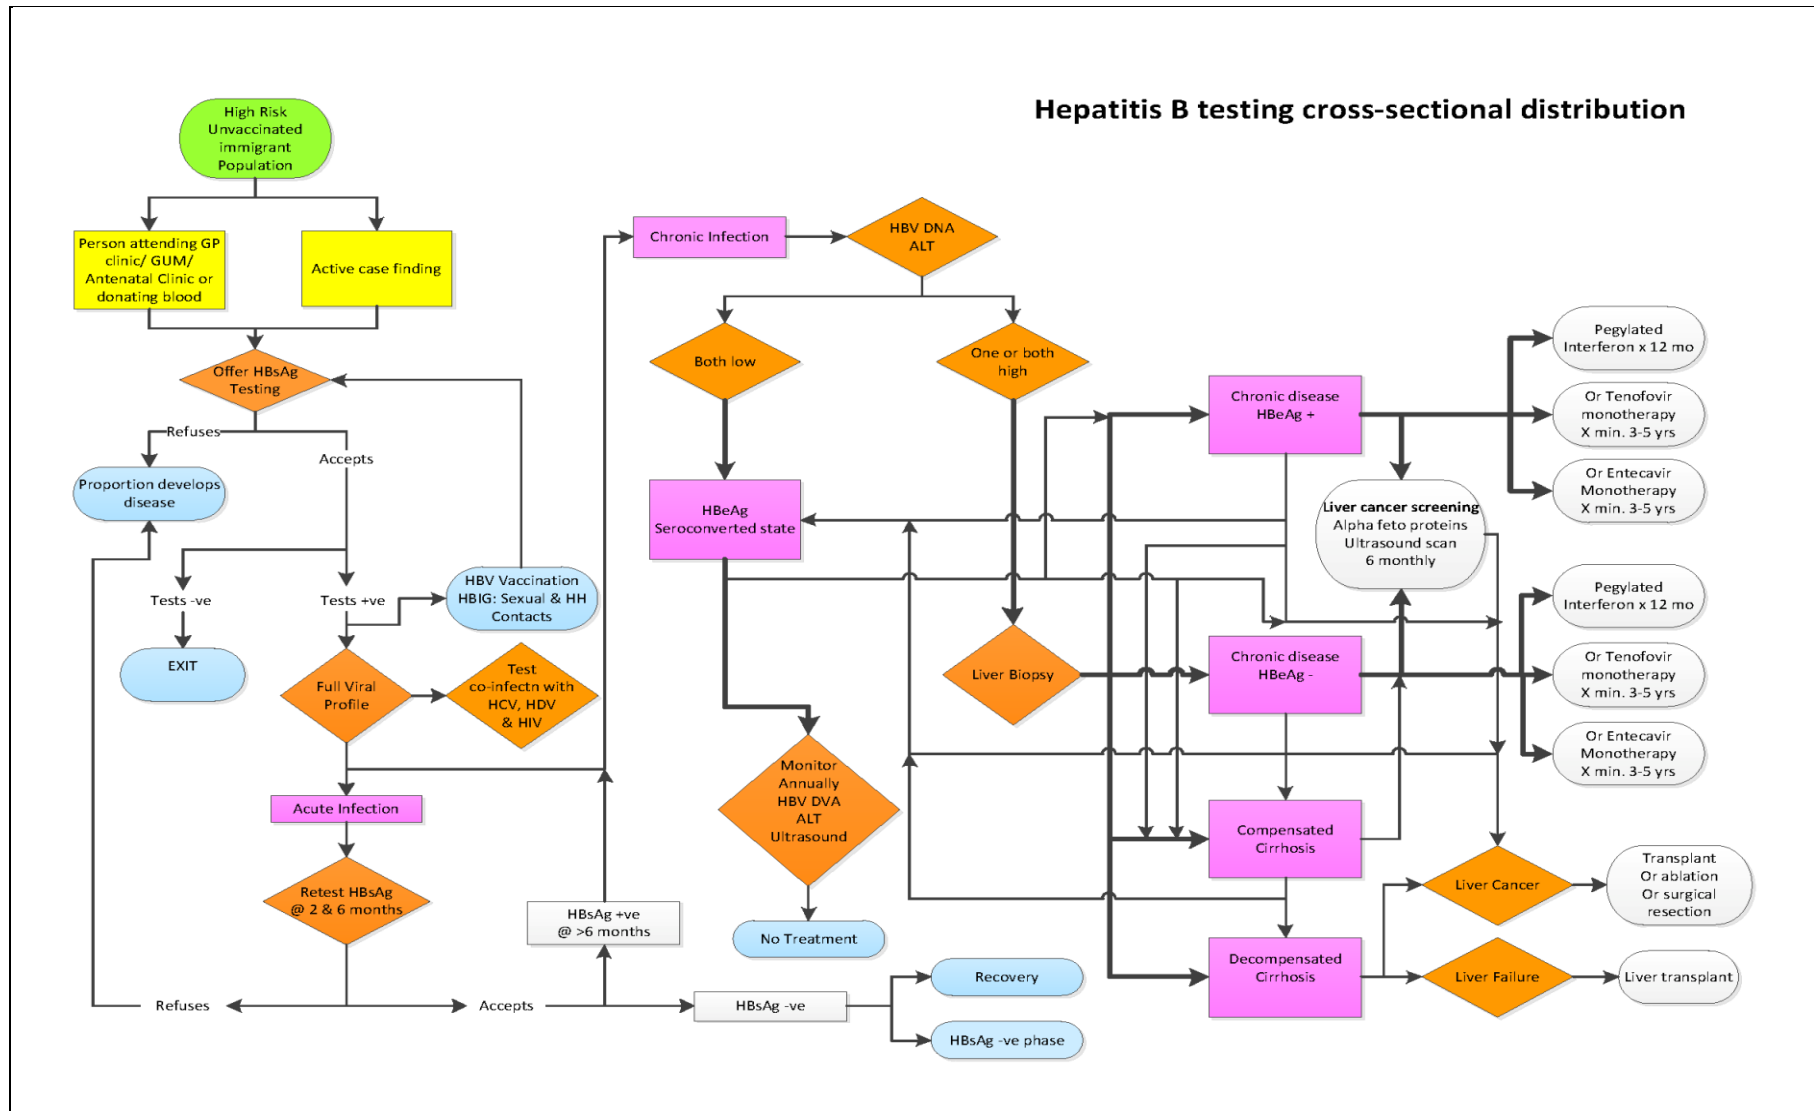 Hepatitis B testing cross-sectional distribution
High Risk
Unvaccinated
immigrant
Population
Person attending GP
clinic/ GUM/
Antenatal Clinic or
donating blood
Active case finding
Offer HBsAg
Testing
Refuses
Accepts
Proportion develops
disease
Tests -ve
Tests +ve
EXIT
HBV Vaccination
HBIG: Sexual & HH
Contacts
Full Viral
Profile
Test
co-infectn with
HCV, HDV
& HIV
Acute Infection
Retest HBsAg
@ 2 & 6 months
Refuses
Accepts
HBsAg +ve
@ >6 months
HBsAg -ve
Recovery
HBsAg -ve phase
Chronic Infection
HBV DNA
ALT
Both low
One or both
high
HBeAg
Seroconverted state
Monitor
Annually
HBV DVA
ALT
Ultrasound
No Treatment
Liver Biopsy
Chronic disease
HBeAg +
Pegylated
Interferon x 12 mo
Or Tenofovir
monotherapy
X min. 3-5 yrs
Or Entecavir
Monotherapy
X min. 3-5 yrs
Liver cancer screening
Alpha feto proteins
Ultrasound scan
6 monthly
Chronic disease
HBeAg -
Pegylated
Interferon x 12 mo
Or Tenofovir
monotherapy
X min. 3-5 yrs
Or Entecavir
Monotherapy
X min. 3-5 yrs
Compensated
Cirrhosis
Decompensated
Cirrhosis
Liver Cancer
Transplant
Or ablation
Or surgical
resection
Liver Failure
Liver transplant